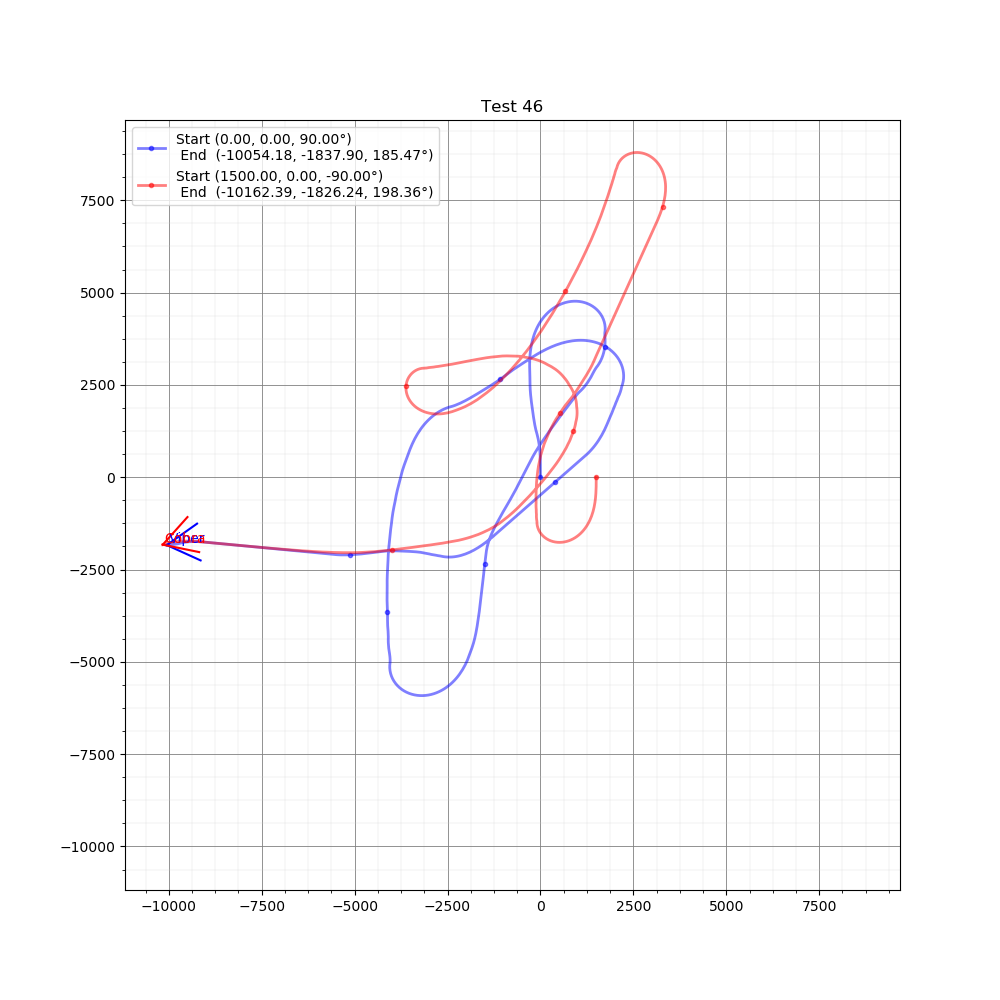 Test 46
Start (0.00, 0.00, 90.00°)
End (-10054.18, -1837.90, 185.47°)
Start (1500.00, 0.00, -90.00°)
End (-10162.39, -1826.24, 198.36°)
7500
5000
2500
0
−2500
−5000
−7500
−10000
−10000 −7500 −5000 −2500 0 2500 5000 7500